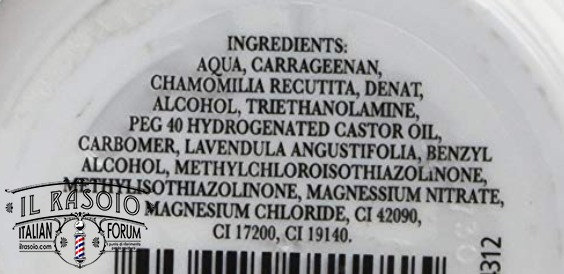 INGREDIENTS:
AQUA, CARRAGEENAN,
CHAMOMILIA RECUTITA, DENAT,
ALCOHOL, TRIETHANOLAMINE,
PEG 40 HYDROGENATED CASTOR OIL,
CARBOMER, LAVENDULA ANGUSTIFOLIA, BENZYL
ALCOHOL, METHYLCHLOROISOTHIAZOLINONE,
METHYLISOTHIAZOLINONE, MAGNESSIUM NITRATE,
MAGNESIUM CHLORIDE, CI 42090,
CI 17200, CI 19140.
IL RASOIO
ITALIAN FORUM
ilrasoio.com
312